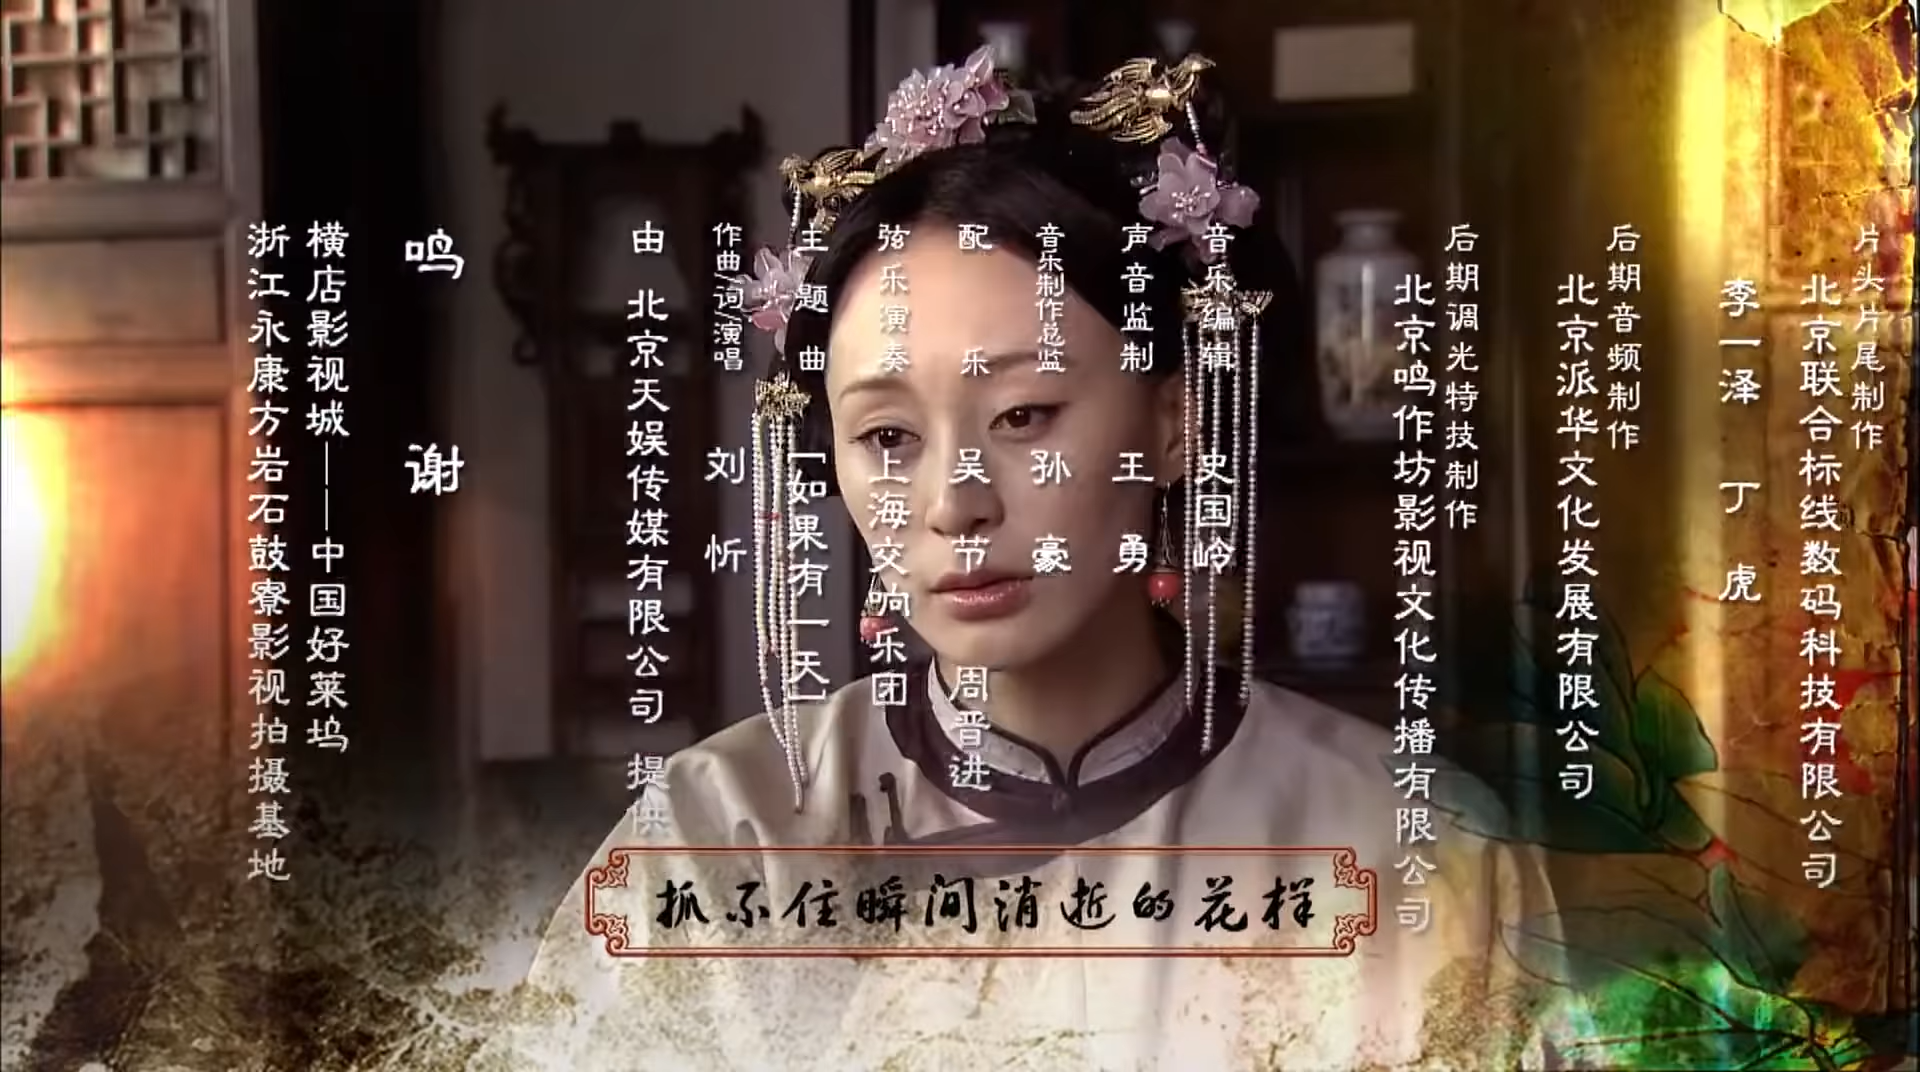 片头片尾制作
北京联合标线数码科技有限公司
李一泽 丁虎
后期音频制作
北京派华文化发展有限公司
后期调光特技制作
北京鸣作坊影视文化传播有限公司
音乐编辑 史国岭
声音监制 王勇
音乐制作总监 孙豪
配乐 吴节 周晋进
弦乐演奏 上海交响乐团
主题曲 [如果有一天]
作曲/词/演唱 刘忻
由 北京天娱传媒有限公司 提供
鸣谢
横店影视城——中国好莱坞
浙江永康方岩石鼓寮影视拍摄基地
抓不住瞬间消逝的花样